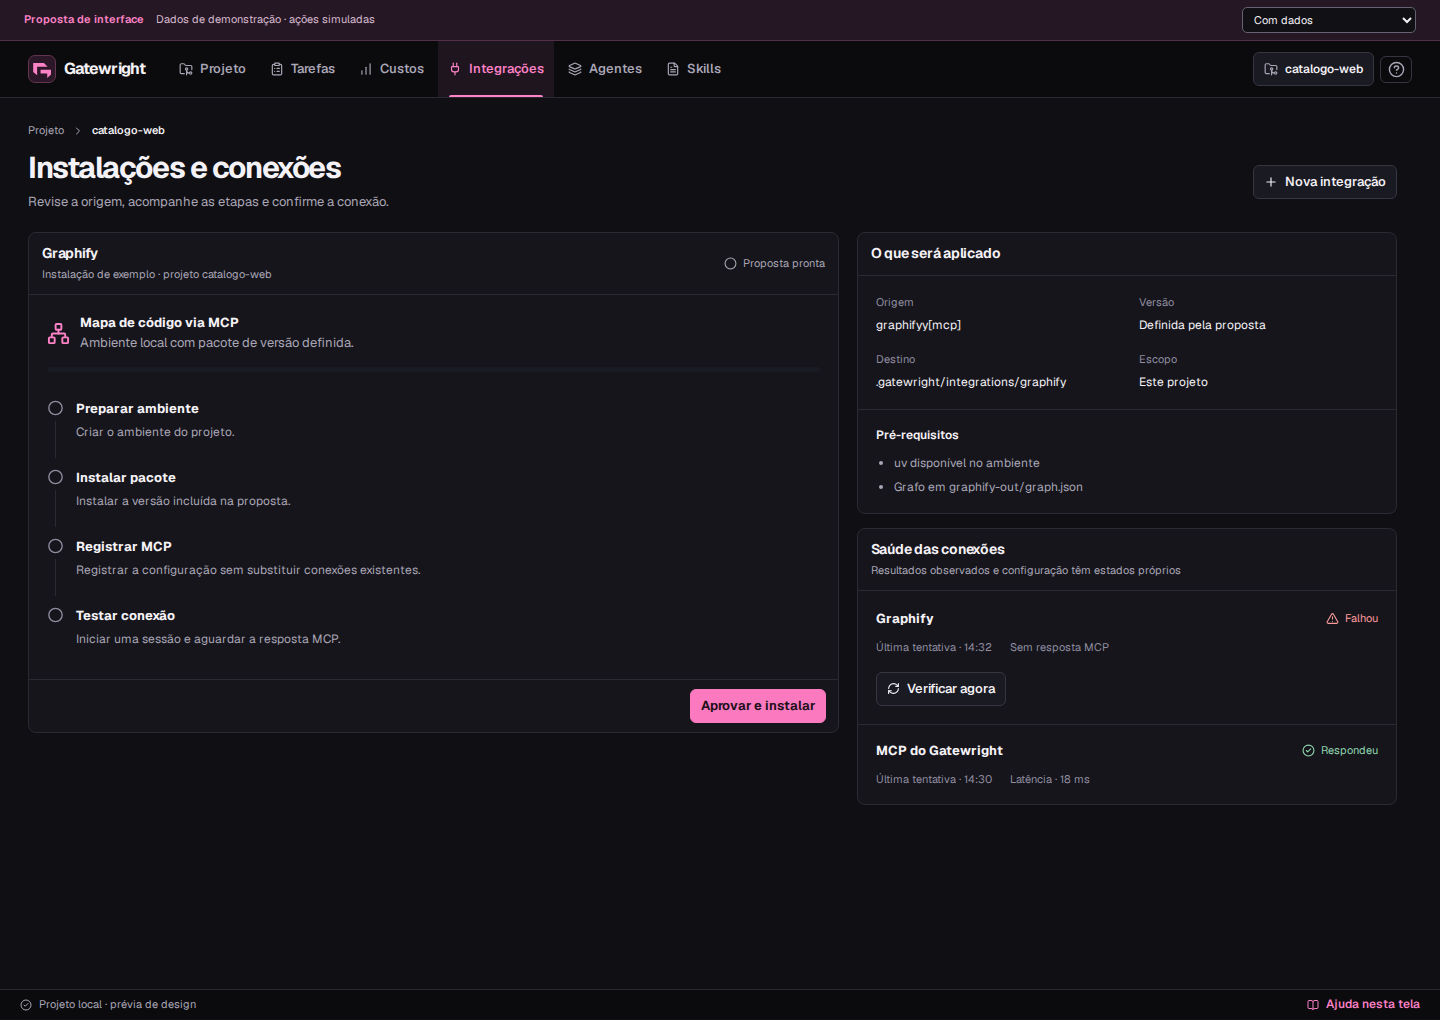 Proposta de interface Dados de demonstração · ações simuladas Com dados
Gatewright Projeto Tarefas Custos Integrações Agentes Skills catalogo-web
Projeto catalogo-web
Instalações e conexões
Revise a origem, acompanhe as etapas e confirme a conexão.
Nova integração
Graphify
Instalação de exemplo · projeto catalogo-web
Proposta pronta
Mapa de código via MCP
Ambiente local com pacote de versão definida.
Preparar ambiente
Criar o ambiente do projeto.
Instalar pacote
Instalar a versão incluída na proposta.
Registrar MCP
Registrar a configuração sem substituir conexões existentes.
Testar conexão
Iniciar uma sessão e aguardar a resposta MCP.
Aprovar e instalar
O que será aplicado
Origem Versão
graphifyy[mcp] Definida pela proposta
Destino Escopo
.gatewright/integrations/graphify Este projeto
Pré-requisitos
uv disponível no ambiente
Grafo em graphify-out/graph.json
Saúde das conexões
Resultados observados e configuração têm estados próprios
Graphify Falhou
Última tentativa · 14:32 Sem resposta MCP
Verificar agora
MCP do Gatewright Respondeu
Última tentativa · 14:30 Latência · 18 ms
Projeto local · prévia de design Ajuda nesta tela